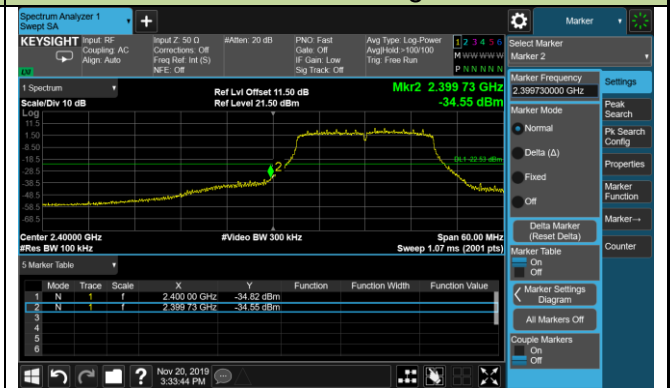 Spectrum Analyzer 1
Swept SA
Marker
KEYSIGHT
Input: RF
Coupling: AC
Align: Auto
Input Z: 50 Ω
Corrections: Off
Freq Ref: Int (S)
NFE: Off
#Atten: 20 dB
PNO: Fast
Gate: Off
IF Gain: Low
Sig Track: Off
Avg Type: Log-Power
Avg|Hold:>100/100
Trig: Free Run
1 2 3 4 5 6
M W W W W W
P N N N N N
LXI
Select Marker
Marker 2
1 Spectrum
Scale/Div 10 dB
Ref Lvl Offset 11.50 dB
Ref Level 21.50 dBm
Mkr2 2.399 73 GHz
-34.55 dBm
Log
11.5
1.50
-8.50
-18.5
-28.5
-38.5
-48.5
-58.5
-68.5
2
DL1 -22.53 dBm
Center 2.40000 GHz
#Res BW 100 kHz
#Video BW 300 kHz
Span 60.00 MHz
Sweep 1.07 ms (2001 pts)
5 Marker Table
Mode Trace Scale X Y Function Function Width Function Value
1 N 1 f 2.400 00 GHz -34.82 dBm
2 N 1 f 2.399 73 GHz -34.55 dBm
3
4
5
6
Marker Frequency
2.399730000 GHz
Marker Mode
Normal
Delta (Δ)
Fixed
Off
Delta Marker
(Reset Delta)
Marker Table
On
Off
Marker Settings
Diagram
All Markers Off
Couple Markers
On
Off
Settings
Peak
Search
Pk Search
Config
Properties
Marker
Function
Marker→
Counter
?
Nov 20, 2019
3:33:44 PM